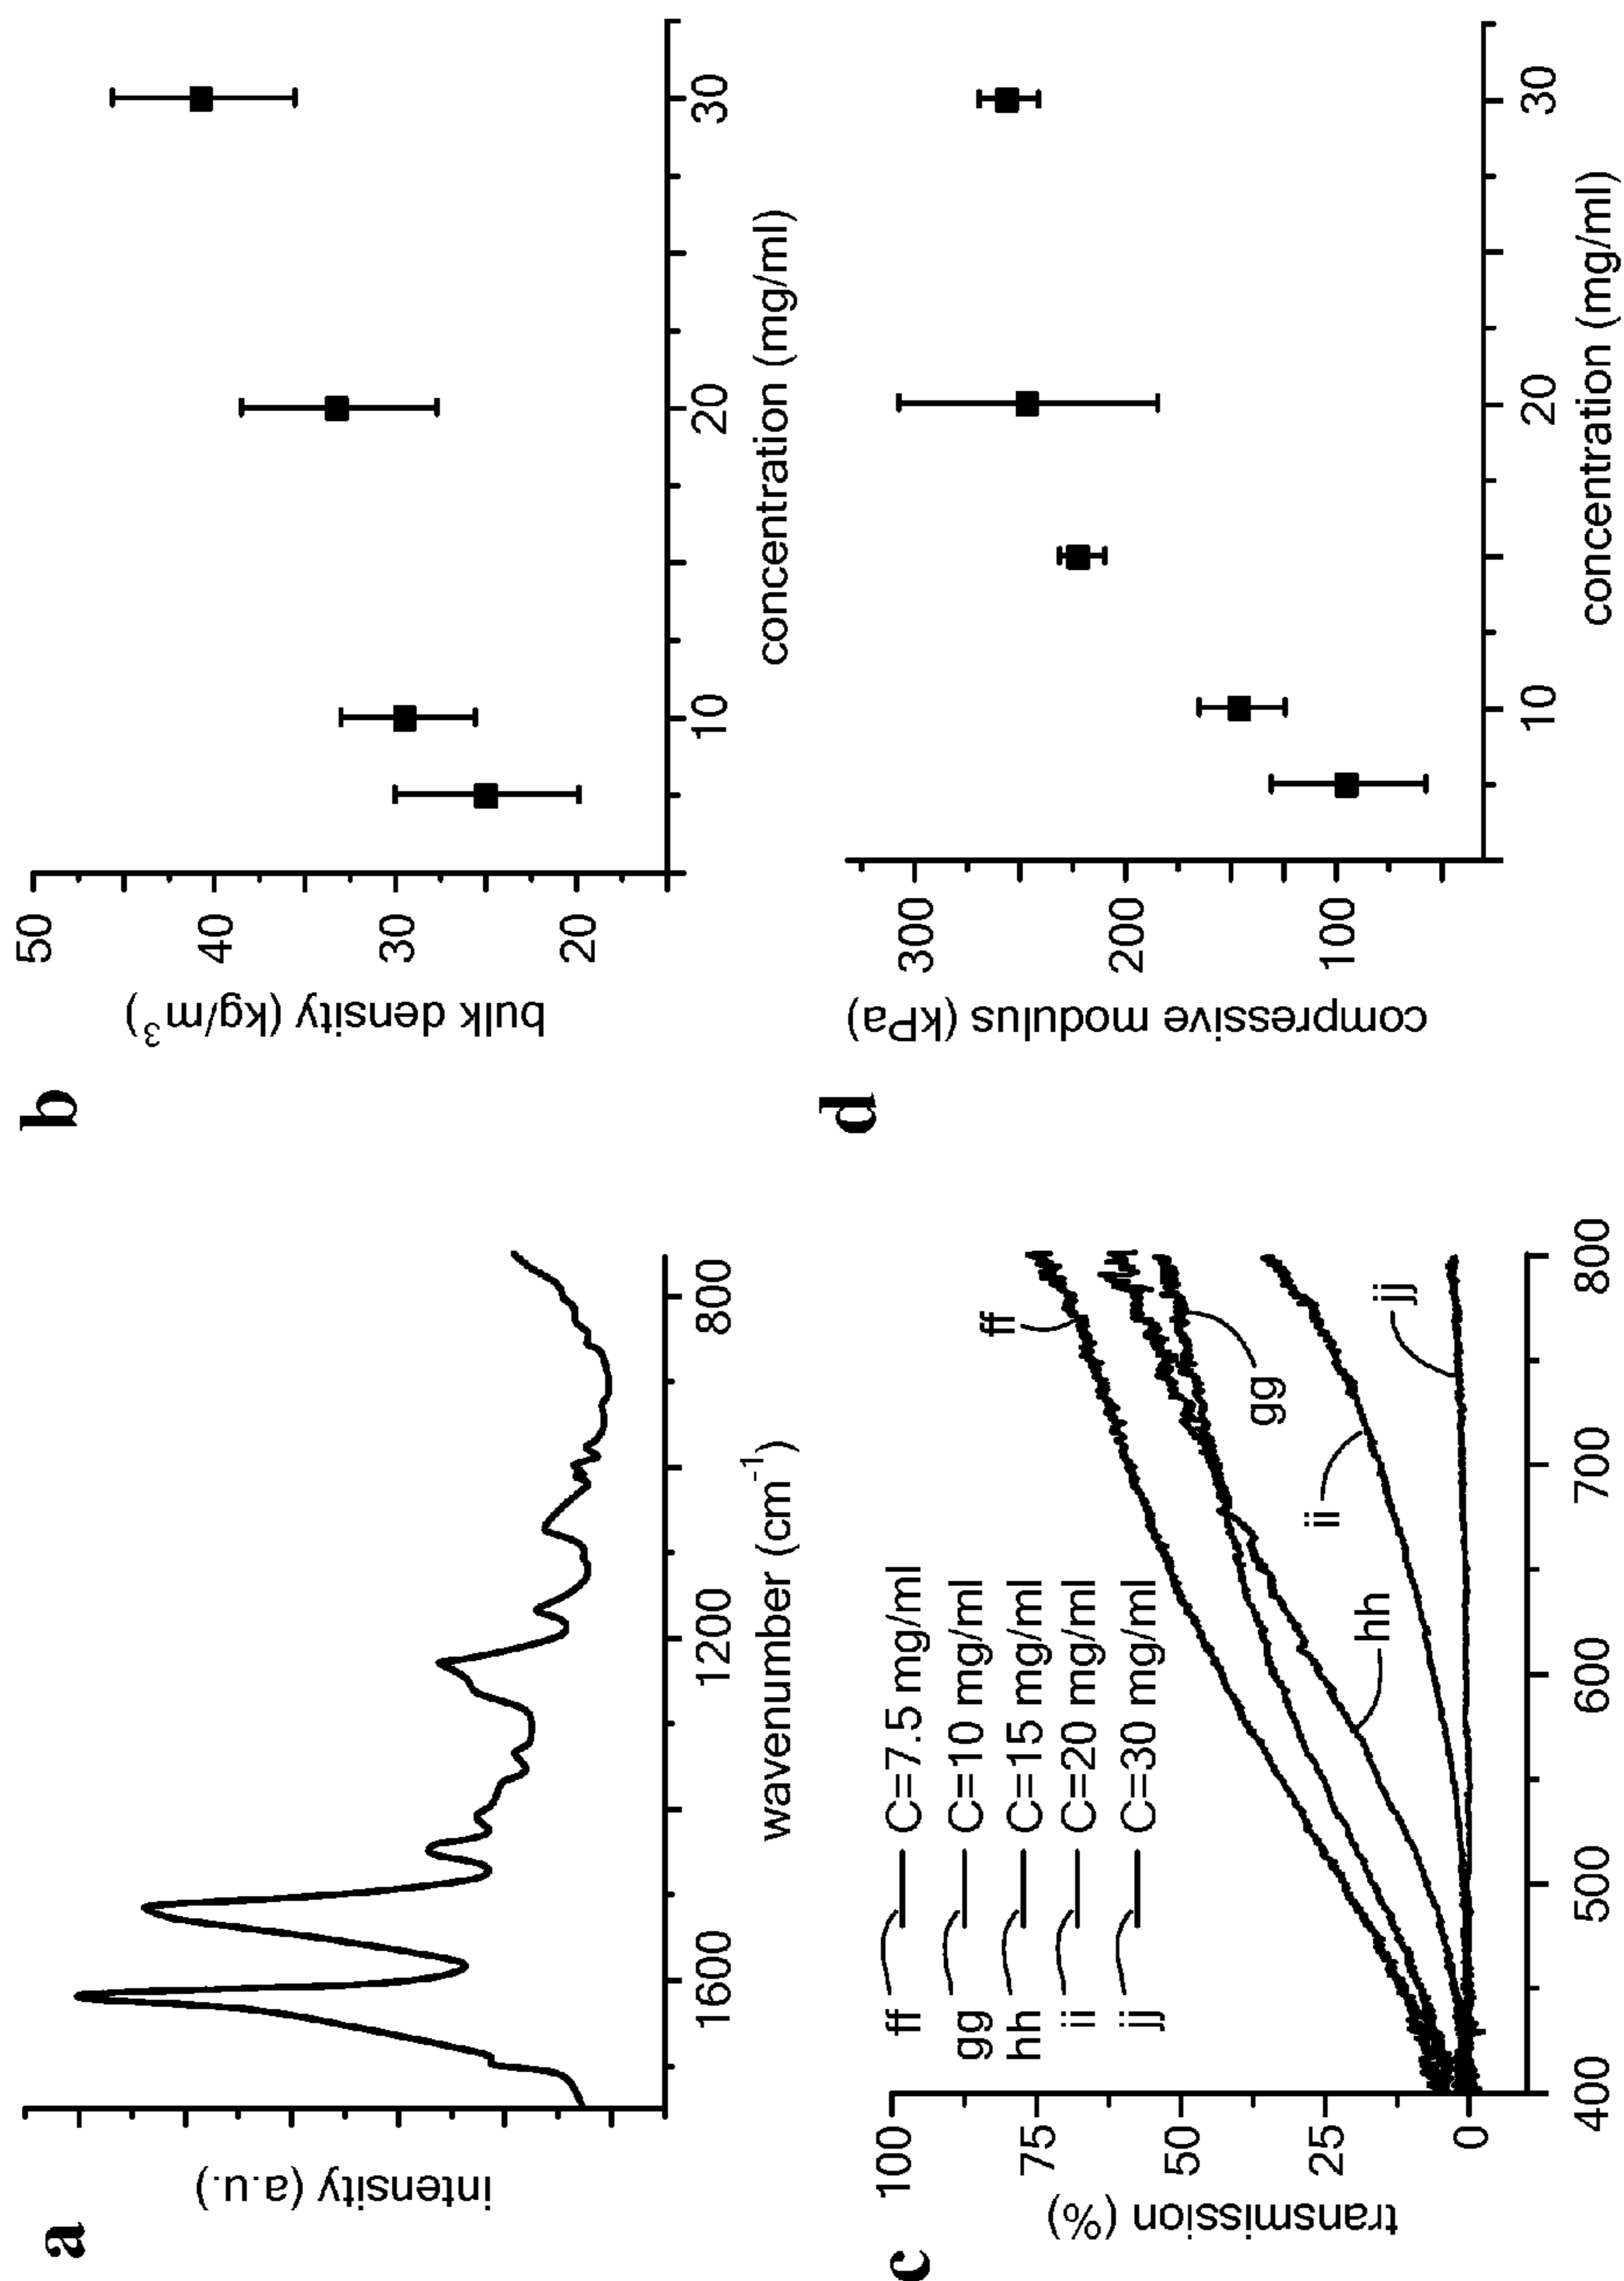 a
intensity (a.u.)
1600
1200
800
wavenumber (cm⁻¹)
b
bulk density (kg/m³)
50
40
30
20
10
20
30
concentration (mg/ml)
c
transmission (%)
100
75
50
25
0
ff C=7.5 mg/ml
gg C=10 mg/ml
hh C=15 mg/ml
ii C=20 mg/ml
jj C=30 mg/ml
ff
gg
hh
ii
jj
400
500
600
700
800
d
compressive modulus (kPa)
300
200
100
10
20
30
concentration (mg/ml)